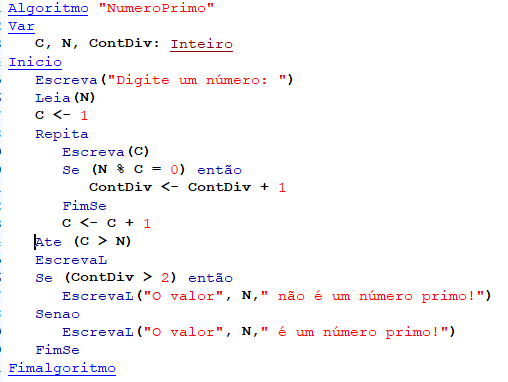 Algoritmo "NumeroPrimo"
Var
C, N, ContDiv: Inteiro
Inicio
Escreva("Digite um número: ")
Leia(N)
C <- 1
Repita
Escreva(C)
Se (N % C = 0) então
ContDiv <- ContDiv + 1
FimSe
C <- C + 1
Ate (C > N)
EscrevaL
Se (ContDiv > 2) então
EscrevaL("O valor", N," não é um número primo!")
Senao
EscrevaL("O valor", N," é um número primo!")
FimSe
Fimalgoritmo